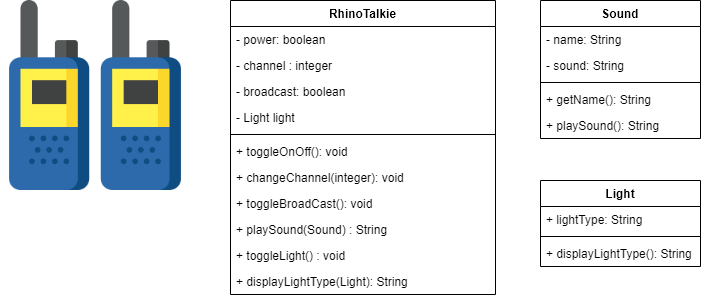 RhinoTalkie
- power: boolean
- channel : integer
- broadcast: boolean
- Light light
+ toggleOnOff(): void
+ changeChannel(integer): void
+ toggleBroadCast(): void
+ playSound(Sound) : String
+ toggleLight() : void
+ displayLightType(Light): String
Sound
- name: String
- sound: String
+ getName(): String
+ playSound(): String
Light
+ lightType: String
+ displayLightType(): String